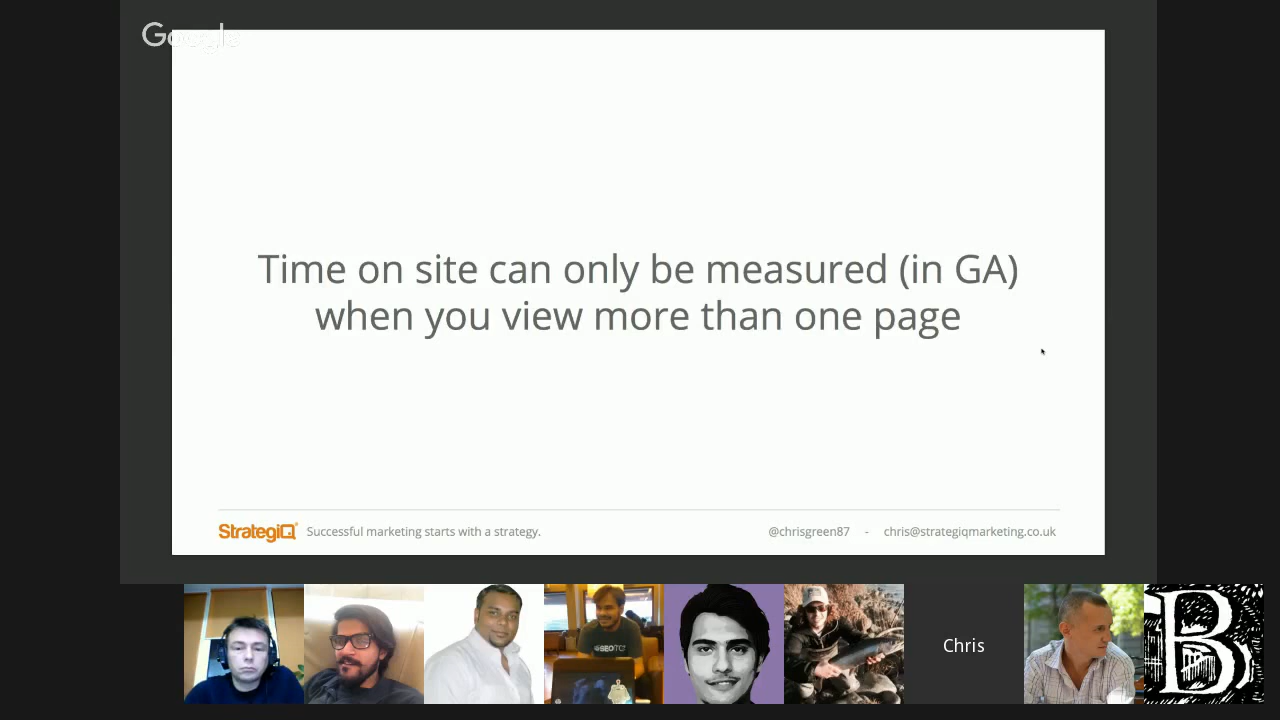 Google
Time on site can only be measured (in GA)
when you view more than one page
StrategiQ Successful marketing starts with a strategy.
@chrisgreen87 - chris@strategiqmarketing.co.uk
Chris
B